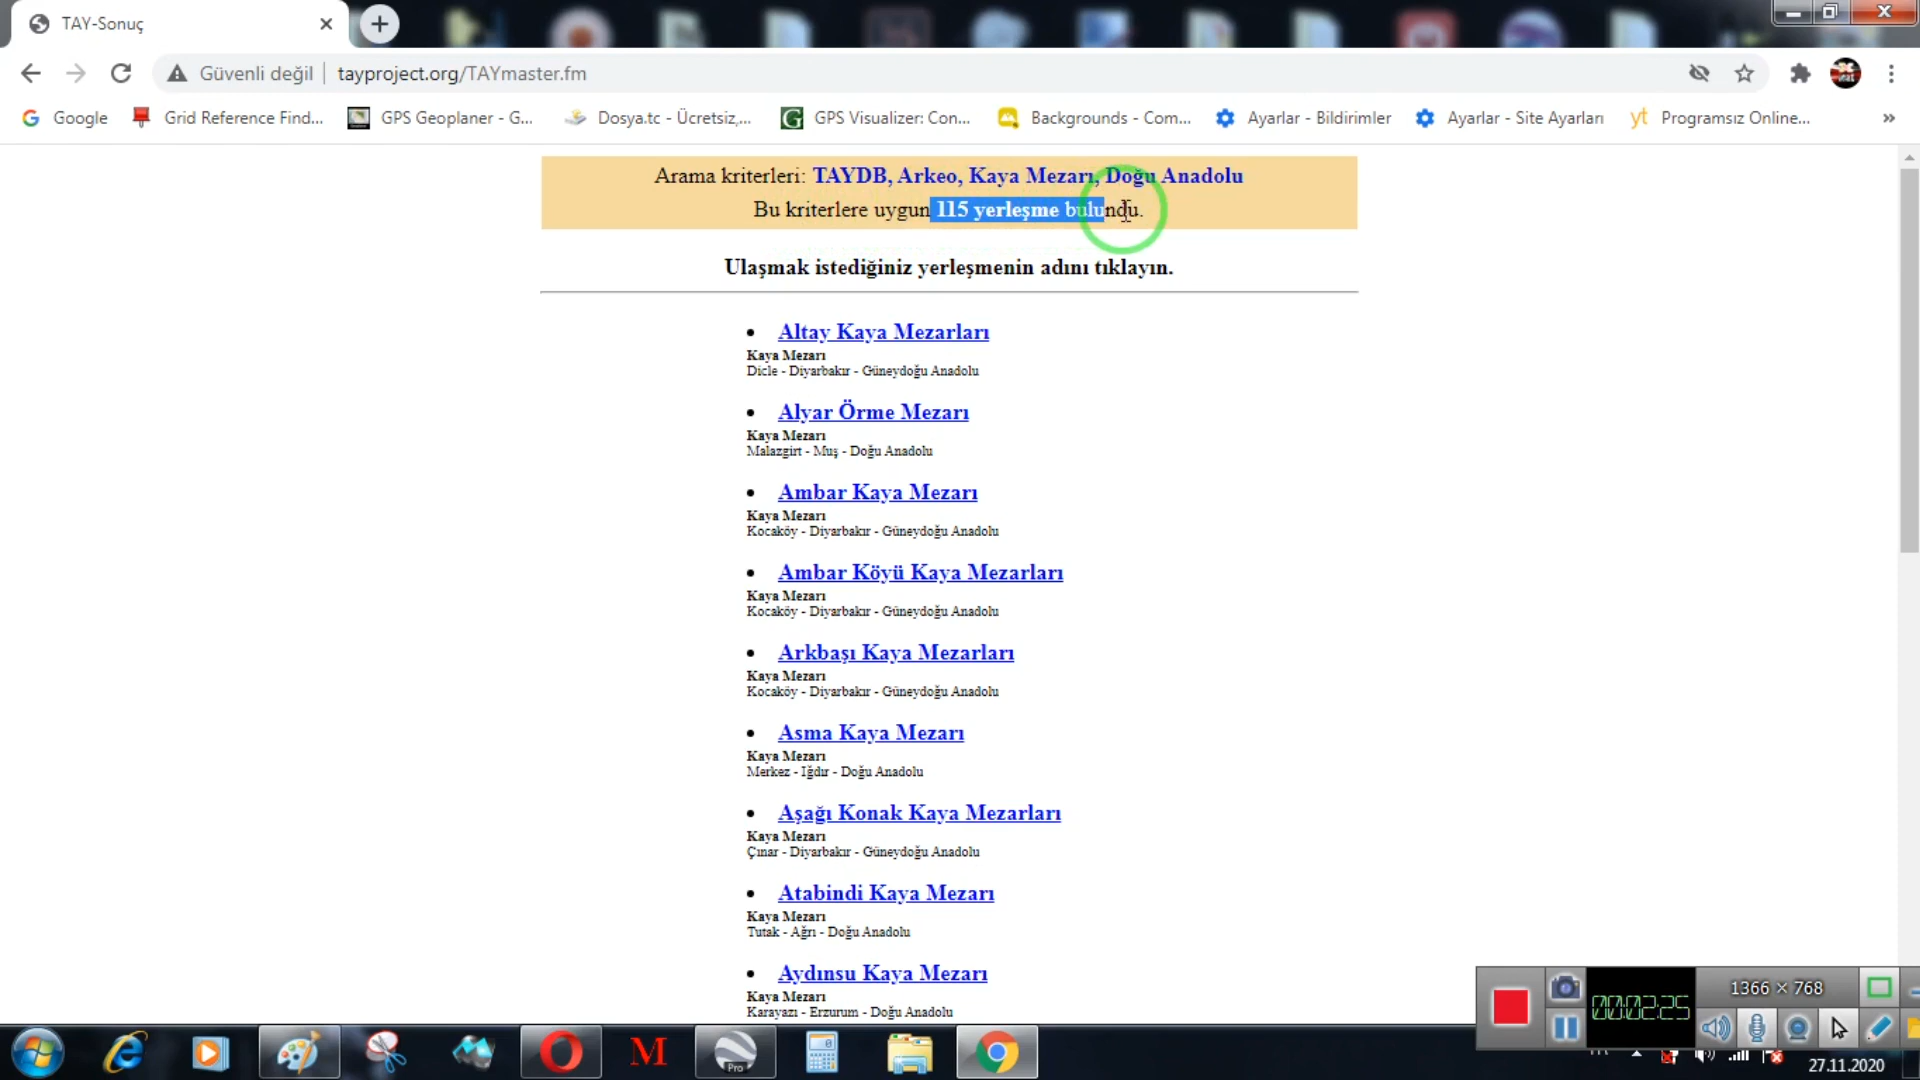 TAY-Sonuç
Güvenli değil
tayproject.org/TAYmaster.fm
Google
Grid Reference Find...
GPS Geoplaner - G...
Dosya.tc - Ücretsiz,...
GPS Visualizer: Con...
Backgrounds - Com...
Ayarlar - Bildirimler
Ayarlar - Site Ayarları
yt Programsız Online...
»
Arama kriterleri: TAYDB, Arkeo, Kaya Mezarı, Doğu Anadolu
Bu kriterlere uygun 115 yerleşme bulundu.
Ulaşmak istediğiniz yerleşmenin adını tıklayın.
• Altay Kaya Mezarları
Kaya Mezarı
Dicle - Diyarbakır - Güneydoğu Anadolu
• Alyar Örme Mezarı
Kaya Mezarı
Malazgirt - Muş - Doğu Anadolu
• Ambar Kaya Mezarı
Kaya Mezarı
Kocaköy - Diyarbakır - Güneydoğu Anadolu
• Ambar Köyü Kaya Mezarları
Kaya Mezarı
Kocaköy - Diyarbakır - Güneydoğu Anadolu
• Arkbaşı Kaya Mezarları
Kaya Mezarı
Kocaköy - Diyarbakır - Güneydoğu Anadolu
• Asma Kaya Mezarı
Kaya Mezarı
Merkez - Iğdır - Doğu Anadolu
• Aşağı Konak Kaya Mezarları
Kaya Mezarı
Çınar - Diyarbakır - Güneydoğu Anadolu
• Atabindi Kaya Mezarı
Kaya Mezarı
Tutak - Ağrı - Doğu Anadolu
• Aydınsu Kaya Mezarı
Kaya Mezarı
Karayazı - Erzurum - Doğu Anadolu
1366 × 768
00:02:25
M
Pro
27.11.2020